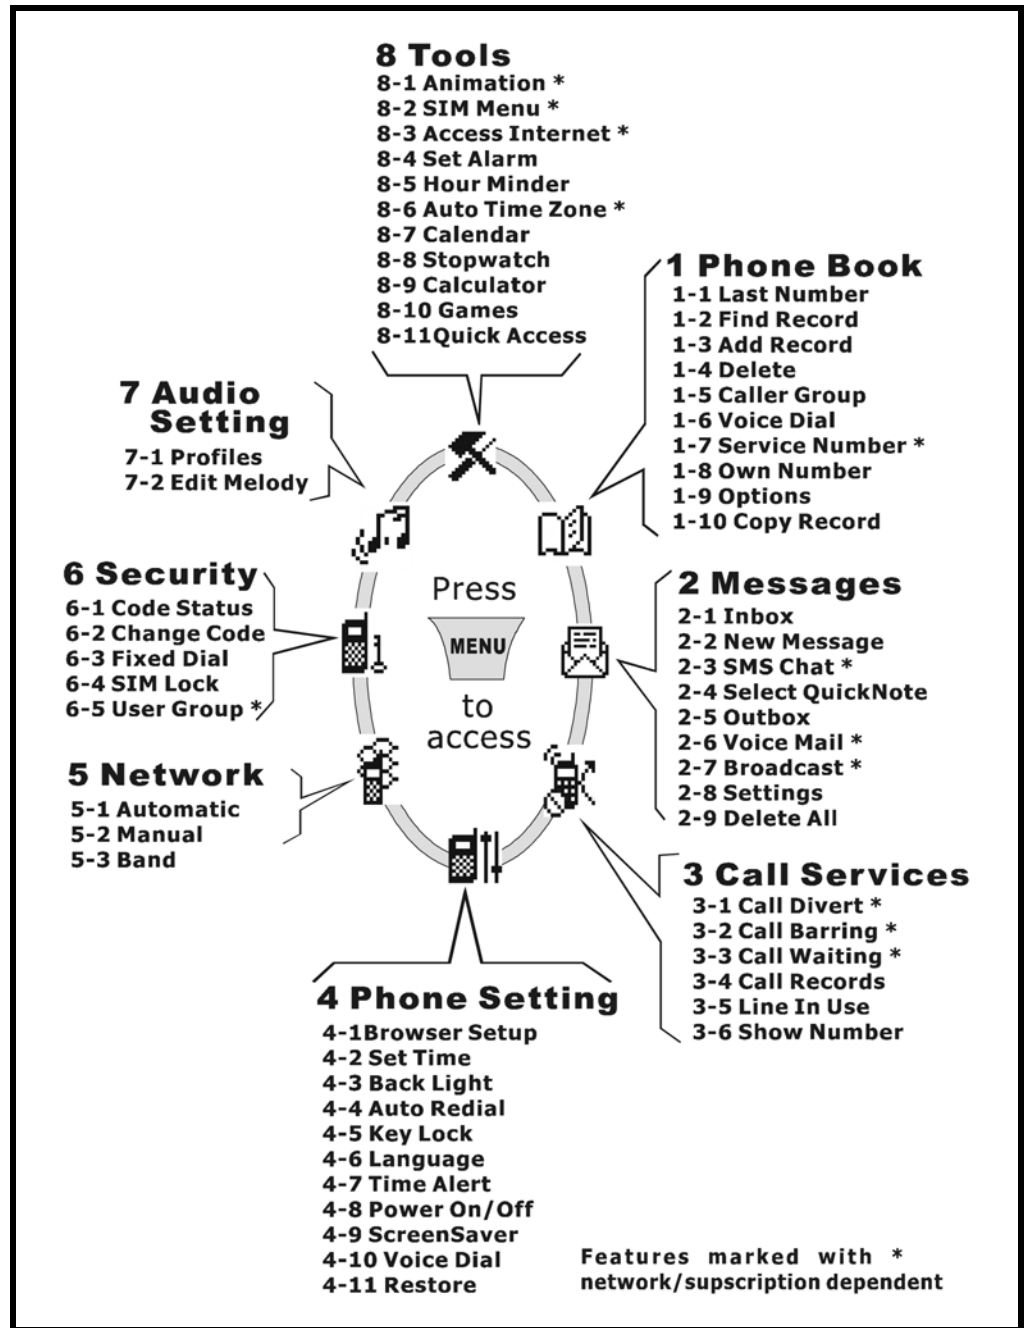 8 Tools
8-1 Animation *
8-2 SIM Menu *
8-3 Access Internet *
8-4 Set Alarm
8-5 Hour Minder
8-6 Auto Time Zone *
8-7 Calendar
8-8 Stopwatch
8-9 Calculator
8-10 Games
8-11Quick Access
1 Phone Book
1-1 Last Number
1-2 Find Record
1-3 Add Record
1-4 Delete
1-5 Caller Group
1-6 Voice Dial
1-7 Service Number *
1-8 Own Number
1-9 Options
1-10 Copy Record
7 Audio
Setting
7-1 Profiles
7-2 Edit Melody
6 Security
6-1 Code Status
6-2 Change Code
6-3 Fixed Dial
6-4 SIM Lock
6-5 User Group *
Press
MENU
to
access
2 Messages
2-1 Inbox
2-2 New Message
2-3 SMS Chat *
2-4 Select QuickNote
2-5 Outbox
2-6 Voice Mail *
2-7 Broadcast *
2-8 Settings
2-9 Delete All
5 Network
5-1 Automatic
5-2 Manual
5-3 Band
3 Call Services
3-1 Call Divert *
3-2 Call Barring *
3-3 Call Waiting *
3-4 Call Records
3-5 Line In Use
3-6 Show Number
4 Phone Setting
4-1Browser Setup
4-2 Set Time
4-3 Back Light
4-4 Auto Redial
4-5 Key Lock
4-6 Language
4-7 Time Alert
4-8 Power On/Off
4-9 ScreenSaver
4-10 Voice Dial
4-11 Restore
Features marked with *
network/supscription dependent